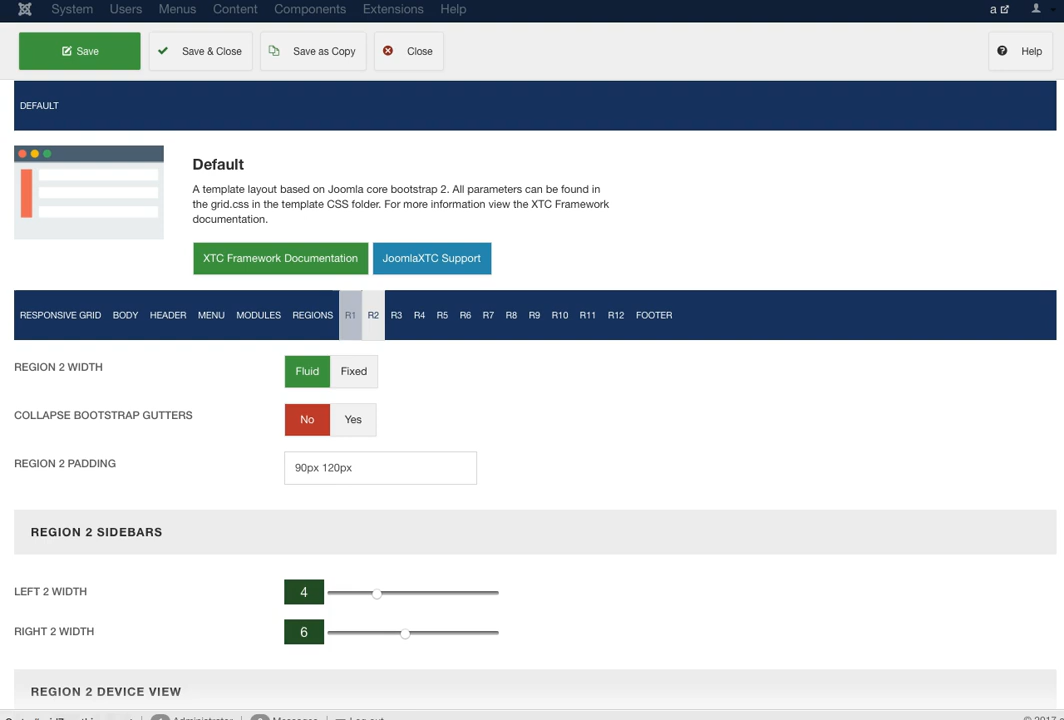 System Users Menus Content Components Extensions Help a
Save Save & Close Save as Copy Close Help
DEFAULT
Default
A template layout based on Joomla core bootstrap 2. All parameters can be found in
the grid.css in the template CSS folder. For more information view the XTC Framework
documentation.
XTC Framework Documentation JoomlaXTC Support
RESPONSIVE GRID BODY HEADER MENU MODULES REGIONS R1 R2 R3 R4 R5 R6 R7 R8 R9 R10 R11 R12 FOOTER
REGION 2 WIDTH Fluid Fixed
COLLAPSE BOOTSTRAP GUTTERS No Yes
REGION 2 PADDING 90px 120px
REGION 2 SIDEBARS
LEFT 2 WIDTH 4
RIGHT 2 WIDTH 6
REGION 2 DEVICE VIEW
Administrator Messages Log out